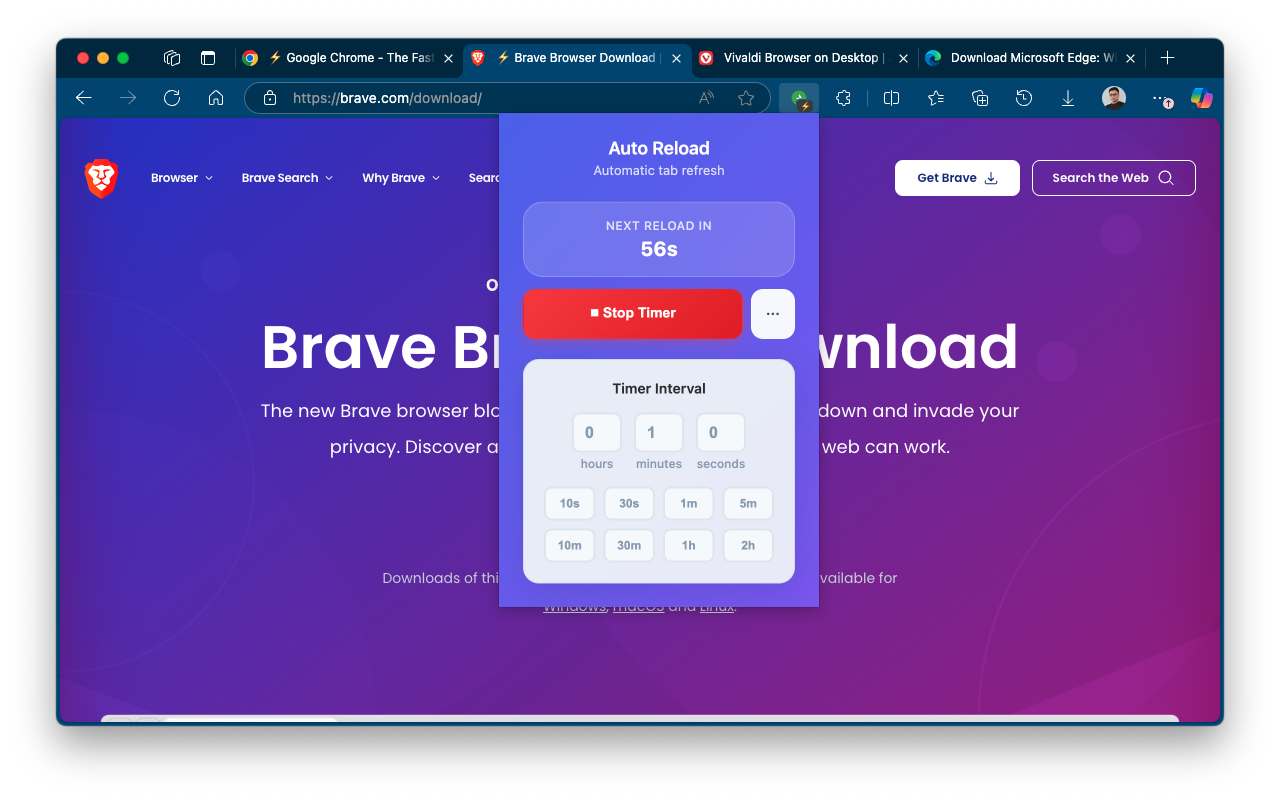 ⚡ Google Chrome - The Fast
⚡ Brave Browser Download |
Vivaldi Browser on Desktop |
Download Microsoft Edge: Wi
https://brave.com/download/
Browser
Brave Search
Why Brave
Searc
Get Brave
Search the Web
Auto Reload
Automatic tab refresh
NEXT RELOAD IN
56s
Stop Timer
...
Timer Interval
0
1
0
hours
minutes
seconds
10s
30s
1m
5m
10m
30m
1h
2h
Brave Br wnload
The new Brave browser blo down and invade your
privacy. Discover a web can work.
Downloads of thi vailable for
Windows, macOS and Linux.